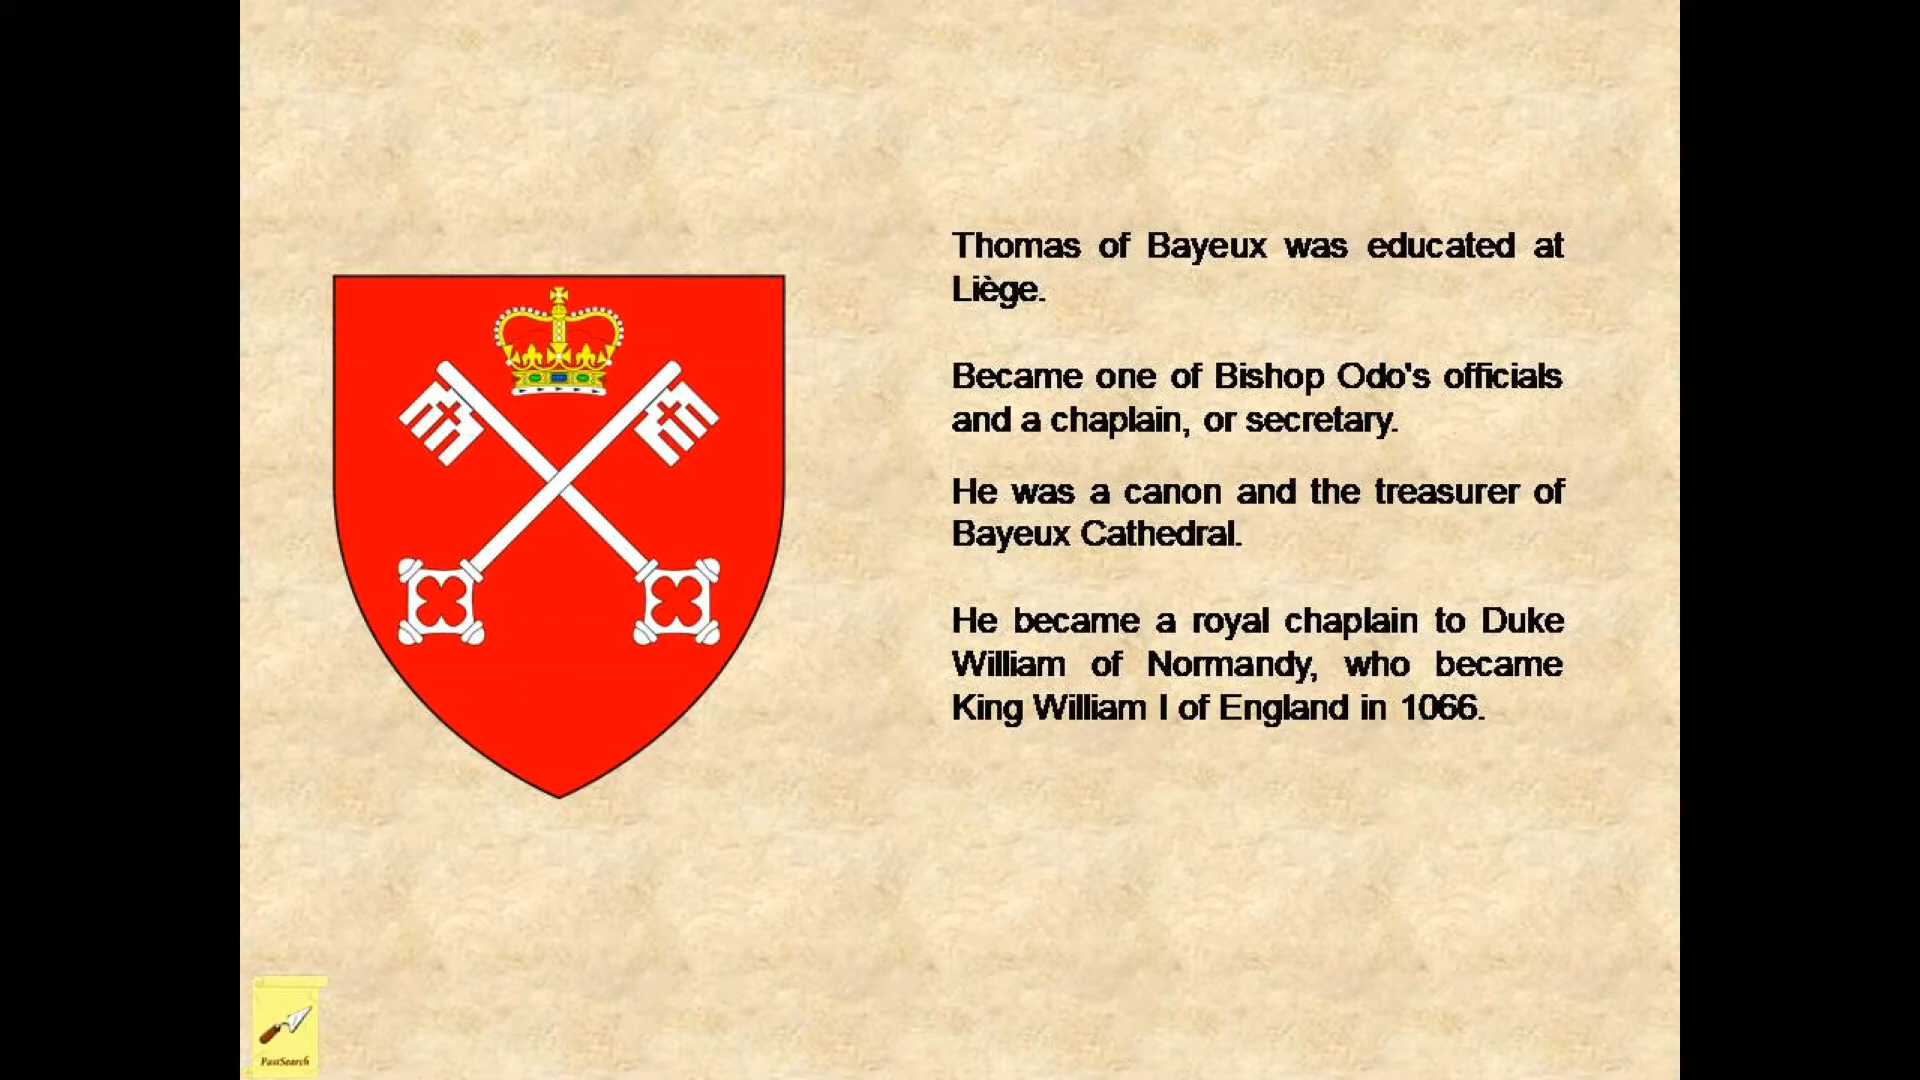 Thomas of Bayeux was educated at
Liège.
Became one of Bishop Odo's officials
and a chaplain, or secretary.
He was a canon and the treasurer of
Bayeux Cathedral.
He became a royal chaplain to Duke
William of Normandy, who became
King William I of England in 1066.
PastSearch